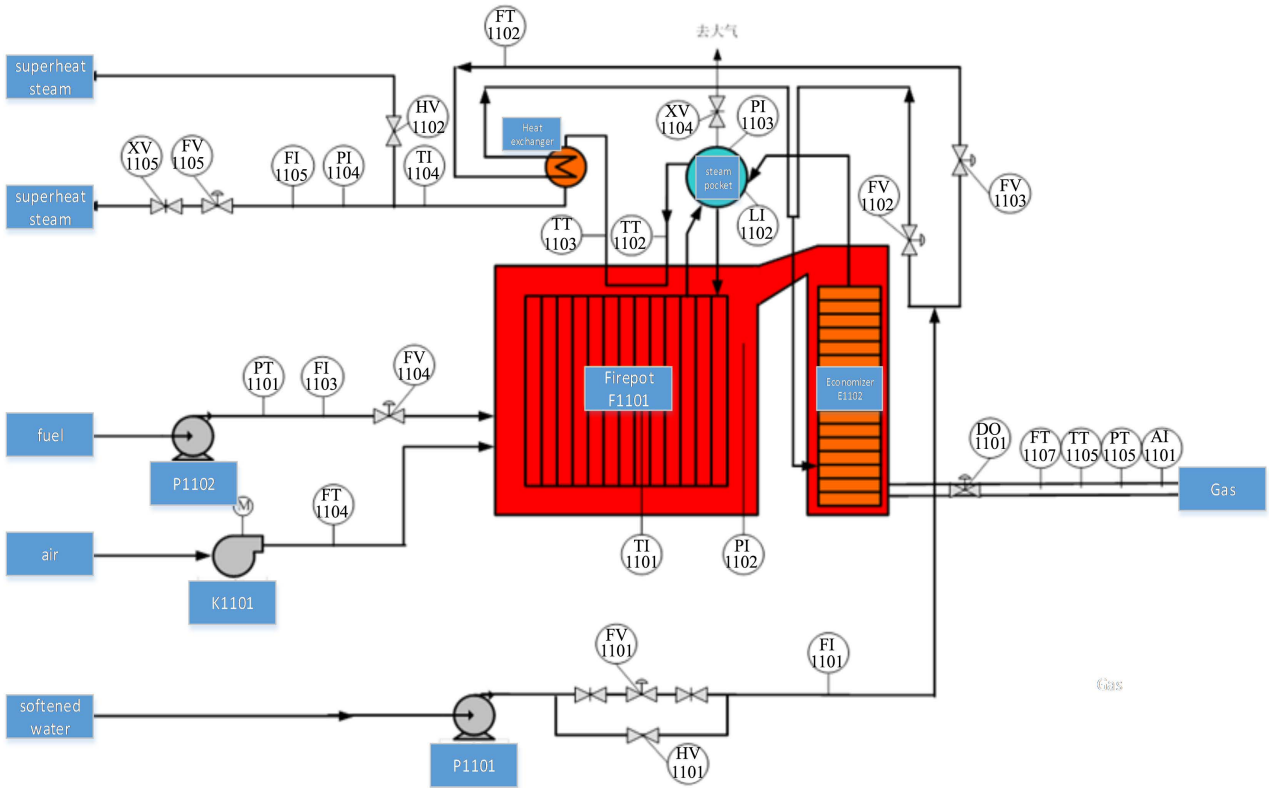 FT
1102
去大气
superheat
steam
HV
1102
Heat
exchanger
XV
1104
PI
1103
XV
1105
FV
1105
FI
1105
PI
1104
TI
1104
steam
pocket
FV
1102
FV
1103
superheat
steam
TT
1103
TT
1102
LI
1102
PT
1101
FI
1103
FV
1104
Firepot
F1101
Economizer
E1102
fuel
P1102
DO
1101
FT
1107
TT
1105
PT
1105
AI
1101
Gas
M
FT
1104
air
K1101
TI
1101
PI
1102
FV
1101
FI
1101
Gas
softened
water
HV
1101
P1101